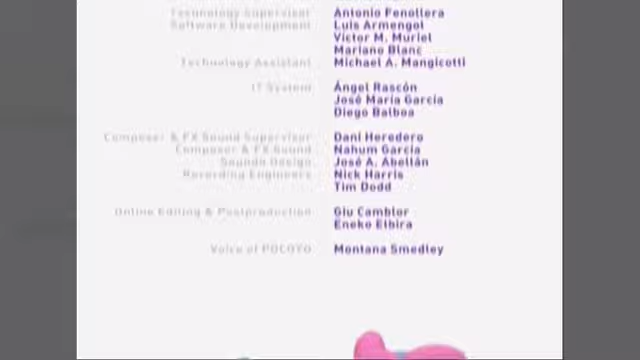 Technology Supervisor Antonio Fenollera
Software Development Luis Armengol
Víctor M. Muriel
Mariano Blanc
Technology Assistant Michael A. Mangicotti
IT System Ángel Rascón
José María García
Diego Balboa
Composer & FX Sound Supervisor Dani Heredero
Composer & FX Sound Nahum García
Sounds Design José A. Abellán
Recording Engineers Nick Harris
Tim Dodd
Online Editing & Postproduction Giu Camblor
Eneko Elbira
Voice of POCOYO Montana Smedley